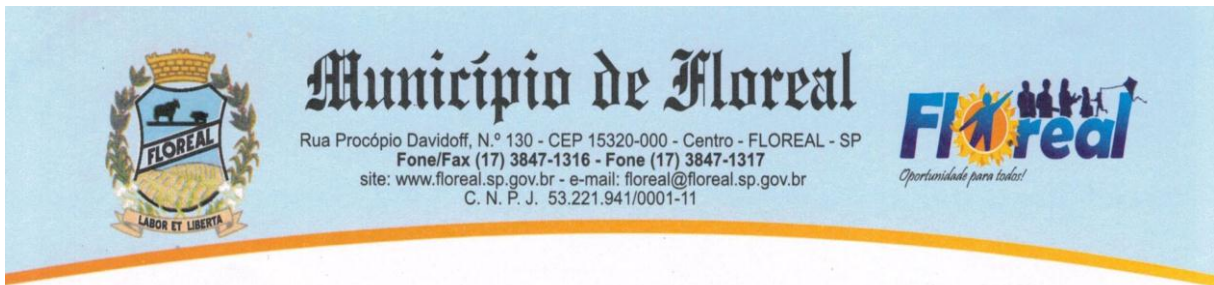 Município de Floreal
Rua Procópio Davidoff, N.º 130 - CEP 15320-000 - Centro - FLOREAL - SP
Fone/Fax (17) 3847-1316 - Fone (17) 3847-1317
site: www.floreal.sp.gov.br - e-mail: floreal@floreal.sp.gov.br
C. N. P. J. 53.221.941/0001-11
FLOREAL
LABOR ET LIBERTA
Floreal
Oportunidade para todos!